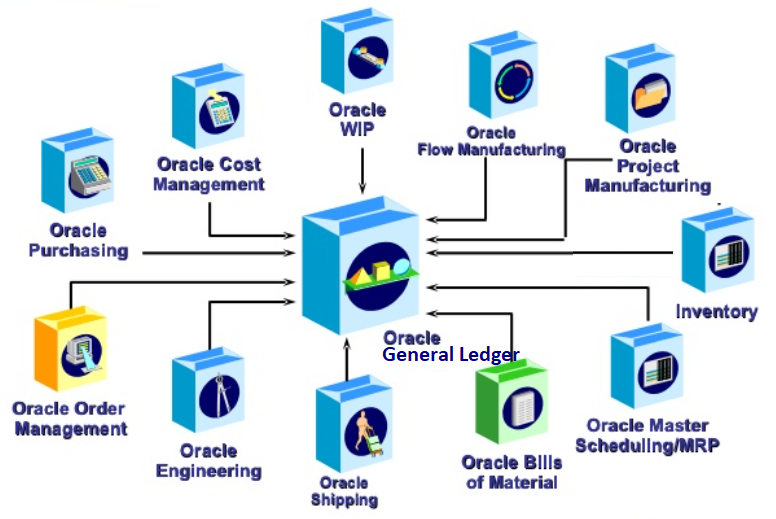 Oracle
WIP
Oracle
Flow Manufacturing
Oracle
Project
Manufacturing
Oracle Cost
Management
Oracle
Purchasing
Inventory
Oracle
General Ledger
Oracle Order
Management
Oracle
Engineering
Oracle
Shipping
Oracle Bills
of Material
Oracle Master
Scheduling/MRP